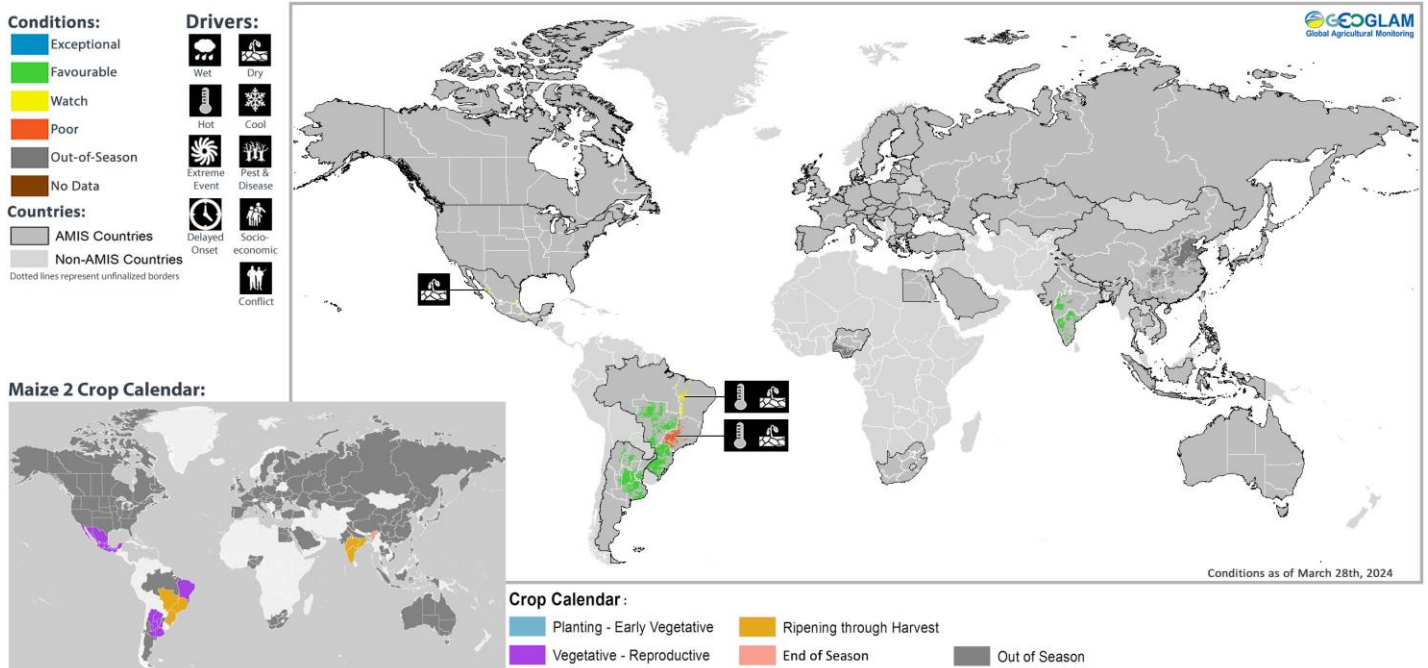 Conditions:
Exceptional
Favourable
Watch
Poor
Out-of-Season
No Data
Countries:
AMIS Countries
Non-AMIS Countries
Dotted lines represent unfinalized borders
Drivers:
Wet
Dry
Hot
Cool
Extreme
Event
Pest &
Disease
Delayed
Onset
Socio-
economic
Conflict
GEOGLAM
Global Agricultural Monitoring
Conditions as of March 28th, 2024
Maize 2 Crop Calendar:
Crop Calendar :
Planting - Early Vegetative
Ripening through Harvest
Vegetative - Reproductive
End of Season
Out of Season